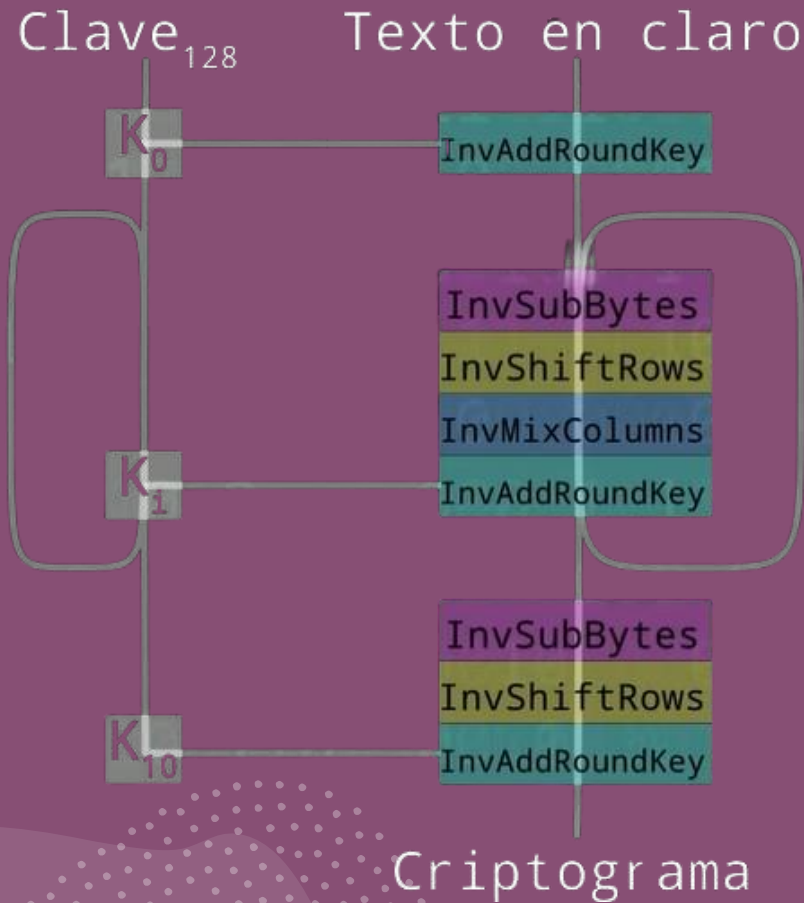 Clave128 Texto en claro
K0 InvAddRoundKey
InvSubBytes
InvShiftRows
InvMixColumns
Ki InvAddRoundKey
InvSubBytes
InvShiftRows
K10 InvAddRoundKey
Criptograma